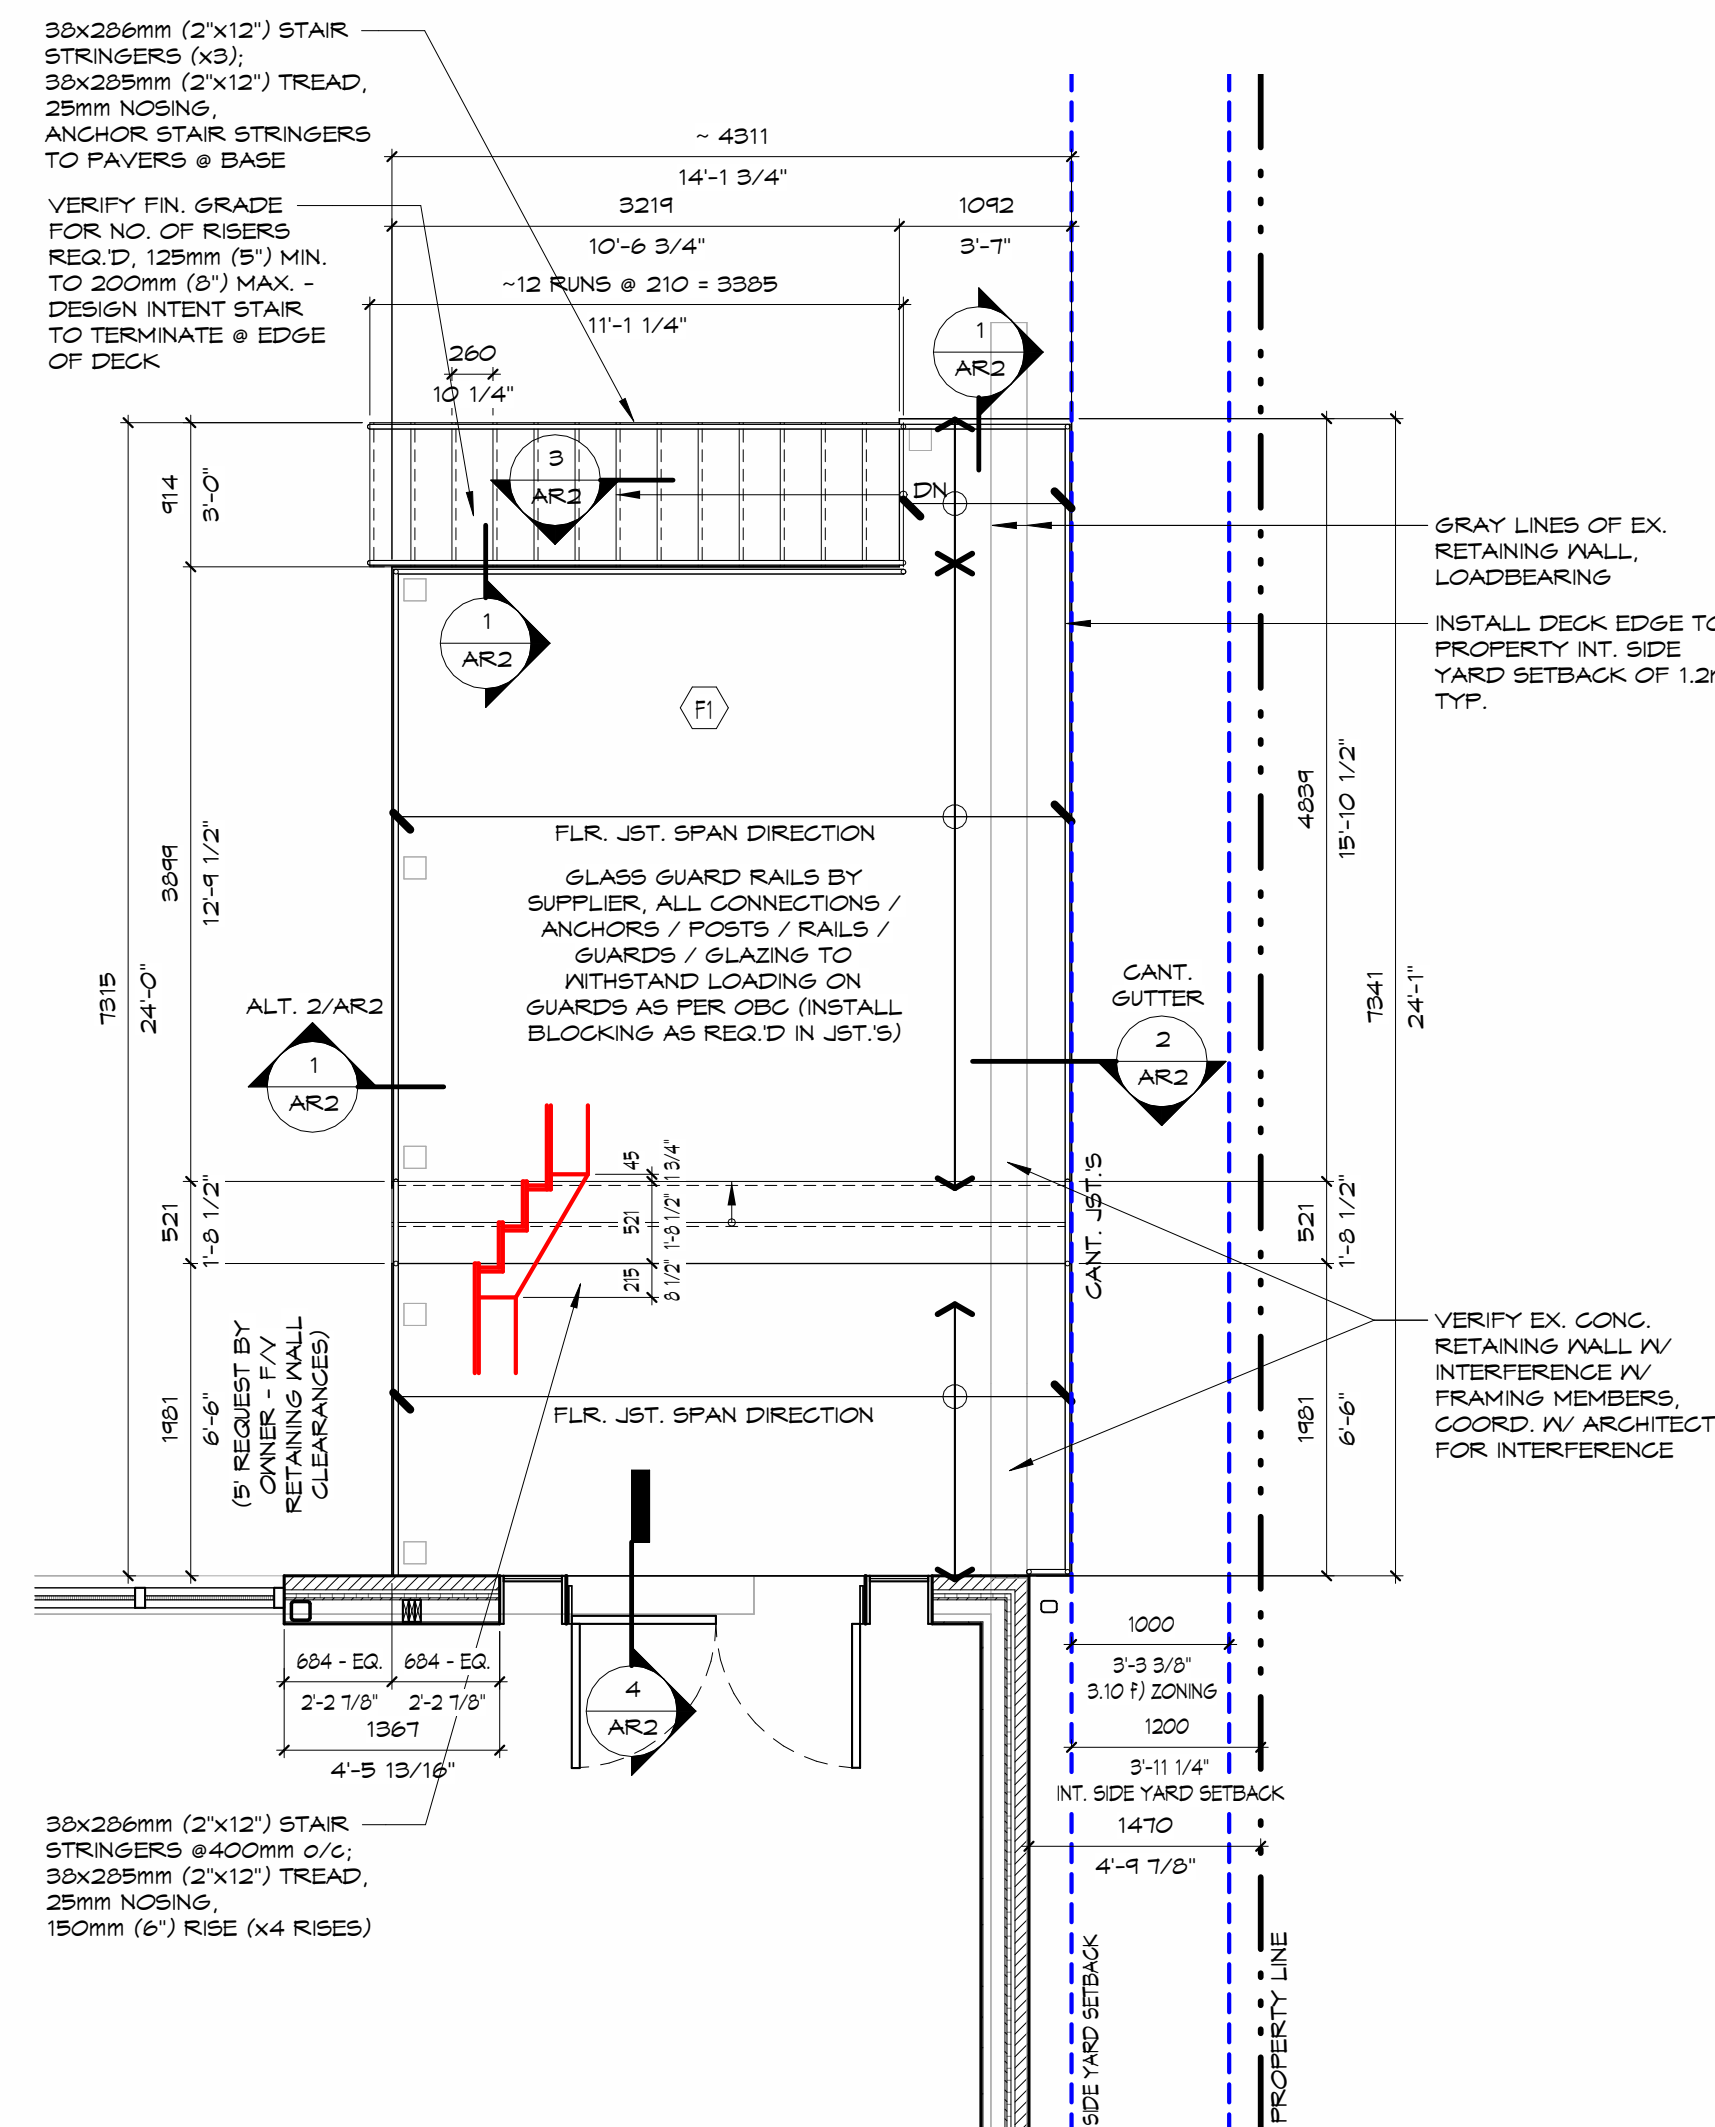 38x286mm (2"x12") STAIR
STRINGERS (x3);
38x285mm (2"x12") TREAD,
25mm NOSING,
ANCHOR STAIR STRINGERS
TO PAVERS @ BASE
VERIFY FIN. GRADE
FOR NO. OF RISERS
REQ.'D, 125mm (5") MIN.
TO 200mm (8") MAX. -
DESIGN INTENT STAIR
TO TERMINATE @ EDGE
OF DECK
~ 4311
14'-1 3/4"
3219
10'-6 3/4"
1092
3'-7"
~12 RUNS @ 210 = 3385
11'-1 1/4"
260
10 1/4"
1
AR2
3
AR2
DN
914
3'-0"
1
AR2
F1
GRAY LINES OF EX.
RETAINING WALL,
LOADBEARING
INSTALL DECK EDGE TO
PROPERTY INT. SIDE
YARD SETBACK OF 1.2
TYP.
FLR. JST. SPAN DIRECTION
GLASS GUARD RAILS BY
SUPPLIER, ALL CONNECTIONS /
ANCHORS / POSTS / RAILS /
GUARDS / GLAZING TO
WITHSTAND LOADING ON
GUARDS AS PER OBC (INSTALL
BLOCKING AS REQ.'D IN JST.'S)
3899
12'-9 1/2"
7315
24'-0"
4839
15'-10 1/2"
7341
24'-1"
ALT. 2/AR2
1
AR2
CANT.
GUTTER
2
AR2
CANT. JST.'S
45
1 3/4"
521
1'-8 1/2"
215
8 1/2"
521
1'-8 1/2"
521
1'-8 1/2"
1981
6'-6"
(5' REQUEST BY
OWNER - F/V
RETAINING WALL
CLEARANCES)
FLR. JST. SPAN DIRECTION
1981
6'-6"
VERIFY EX. CONC.
RETAINING WALL W/
INTERFERENCE W/
FRAMING MEMBERS,
COORD. W/ ARCHITECT
FOR INTERFERENCE
684 - EQ.
2'-2 7/8"
684 - EQ.
2'-2 7/8"
1367
4'-5 13/16"
4
AR2
1000
3'-3 3/8"
3.10 f) ZONING
1200
3'-11 1/4"
INT. SIDE YARD SETBACK
1470
4'-9 7/8"
38x286mm (2"x12") STAIR
STRINGERS @400mm o/c;
38x285mm (2"x12") TREAD,
25mm NOSING,
150mm (6") RISE (x4 RISES)
SIDE YARD SETBACK
PROPERTY LINE